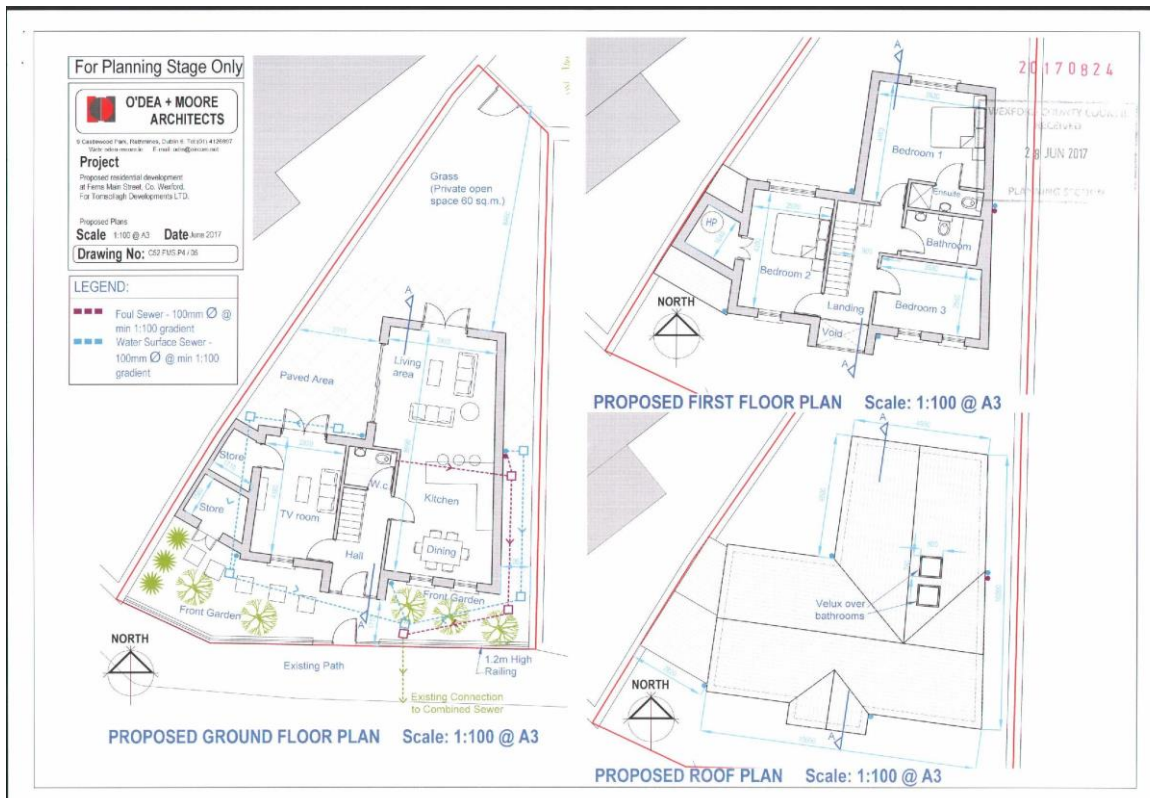 For Planning Stage Only
O'DEA + MOORE
ARCHITECTS
Project
Proposed residential development
at Ferns Main Street, Co. Wexford.
For Tomscllagh Developments LTD.
Proposed Plans
Scale 1:100 @ A3 Date June 2017
Drawing No: C52.FMS.P4 / 06
LEGEND:
Foul Sewer - 100mm Ø @
min 1:100 gradient
Water Surface Sewer -
100mm Ø @ min 1:100
gradient
Grass
(Private open
space 60 sq.m.)
A
Living
area
Paved Area
Store
Store
TV room
W.c.
Kitchen
Hall
Dining
Front Garden
Front Garden
A
NORTH
Existing Path
1.2m High
Railing
Existing Connection
to Combined Sewer
PROPOSED GROUND FLOOR PLAN Scale: 1:100 @ A3
20170824
WEXFORD COUNTY COUNCIL
RECEIVED
28 JUN 2017
PLANNING SECTION
A
Bedroom 1
Ensuite
HP
Bathroom
Bedroom 2
Bedroom 3
Landing
Void
A
NORTH
PROPOSED FIRST FLOOR PLAN Scale: 1:100 @ A3
A
Velux over
bathrooms
NORTH
A
PROPOSED ROOF PLAN Scale: 1:100 @ A3